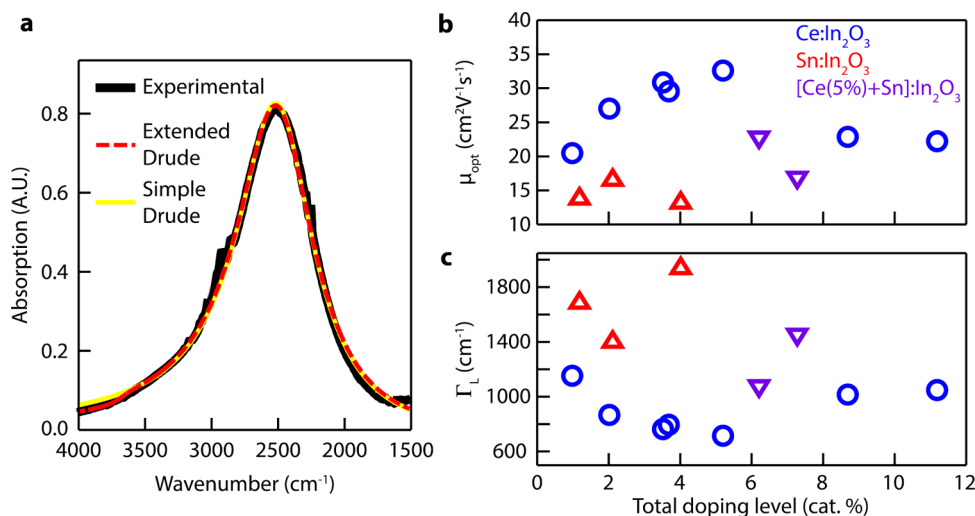 a
Experimental
Extended
Drude
Simple
Drude
0.8
0.6
0.4
0.2
0.0
Absorption (A.U.)
4000 3500 3000 2500 2000 1500
Wavenumber (cm⁻¹)
b
Ce:In₂O₃
Sn:In₂O₃
[Ce(5%)+Sn]:In₂O₃
40
35
30
25
20
15
10
μₒₚₜ (cm²V⁻¹s⁻¹)
c
1800
1400
1000
600
Γ_L (cm⁻¹)
0 2 4 6 8 10 12
Total doping level (cat. %)